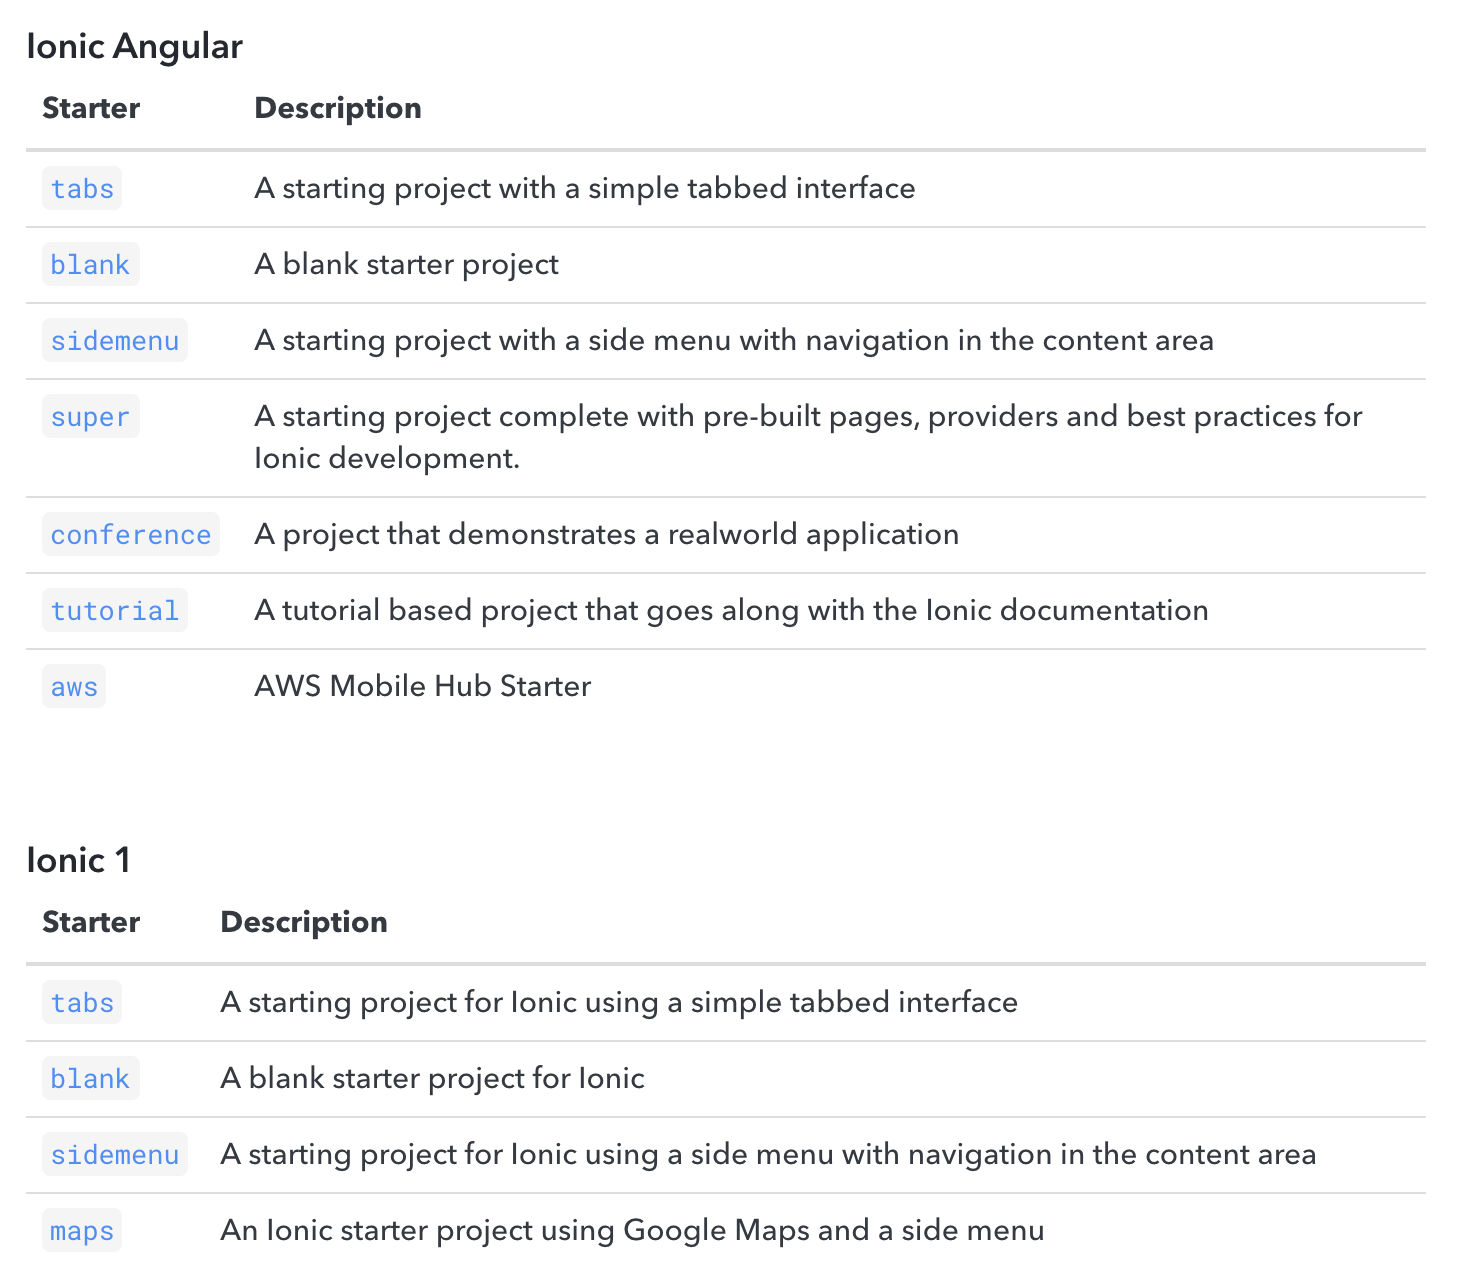 Ionic Angular
Starter Description
tabs A starting project with a simple tabbed interface
blank A blank starter project
sidemenu A starting project with a side menu with navigation in the content area
super A starting project complete with pre-built pages, providers and best practices for
Ionic development.
conference A project that demonstrates a realworld application
tutorial A tutorial based project that goes along with the Ionic documentation
aws AWS Mobile Hub Starter
Ionic 1
Starter Description
tabs A starting project for Ionic using a simple tabbed interface
blank A blank starter project for Ionic
sidemenu A starting project for Ionic using a side menu with navigation in the content area
maps An Ionic starter project using Google Maps and a side menu